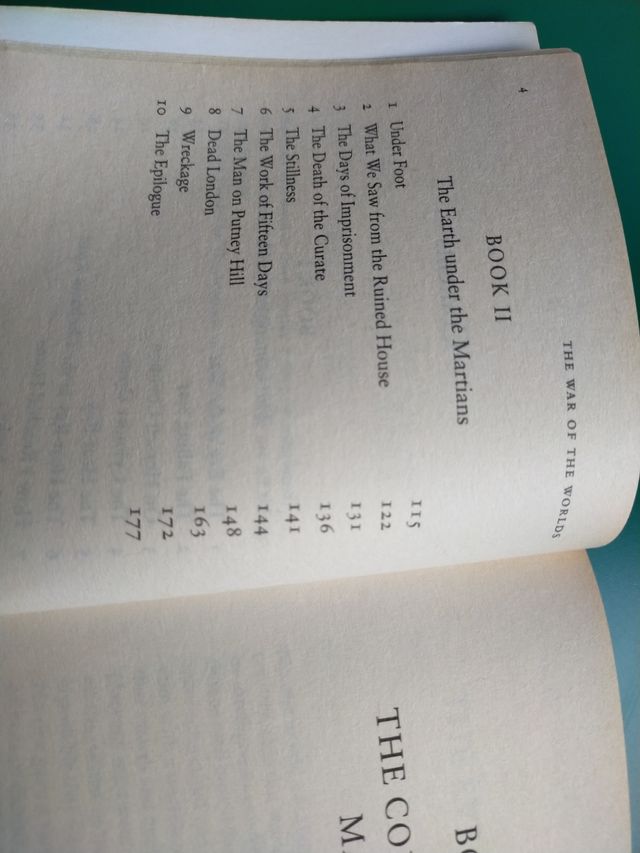 4
THE WAR OF THE WORLDS
BOOK II
The Earth under the Martians
1 Under Foot 115
2 What We Saw from the Ruined House 122
3 The Days of Imprisonment 131
4 The Death of the Curate 136
5 The Stillness 141
6 The Work of Fifteen Days 144
7 The Man on Putney Hill 148
8 Dead London 163
9 Wreckage 172
10 The Epilogue 177
THE